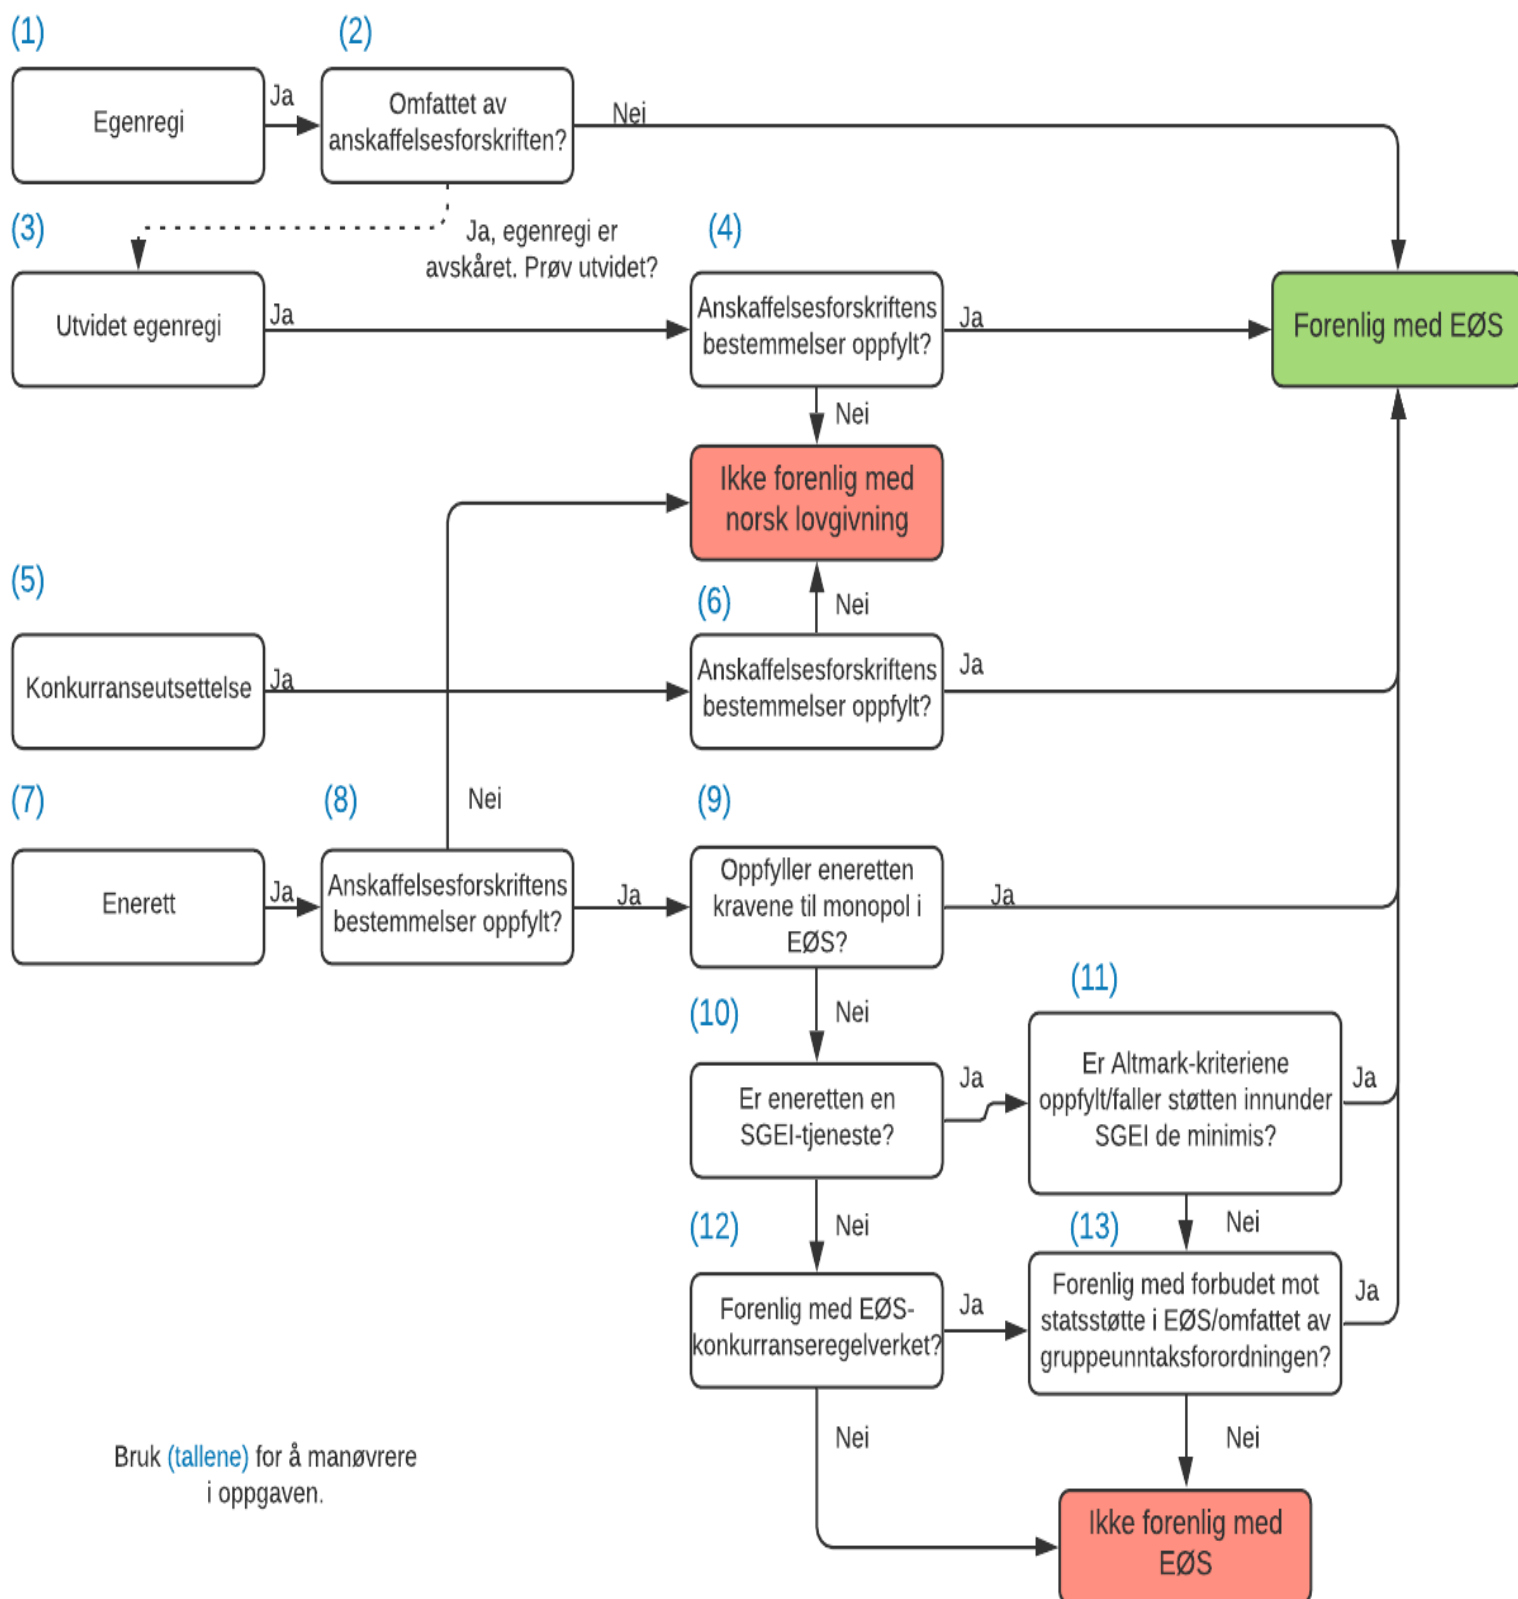 (1)
(2)
Egenregi
Ja
Omfattet av
anskaffelsesforskriften?
Nei
(3)
Ja, egenregi er
avskåret. Prøv utvidet?
(4)
Utvidet egenregi
Ja
Anskaffelsesforskriftens
bestemmelser oppfylt?
Ja
Forenlig med EØS
Nei
Ikke forenlig med
norsk lovgivning
(5)
(6)
Nei
Konkurranseutsettelse
Ja
Anskaffelsesforskriftens
bestemmelser oppfylt?
Ja
(7)
(8)
Nei
(9)
Enerett
Ja
Anskaffelsesforskriftens
bestemmelser oppfylt?
Ja
Oppfyller eneretten
kravene til monopol i
EØS?
Ja
Nei
(10)
(11)
Er eneretten en
SGEI-tjeneste?
Ja
Er Altmark-kriteriene
oppfylt/faller støtten innunder
SGEI de minimis?
Ja
Nei
Nei
(12)
(13)
Forenlig med EØS-
konkurranseregelverket?
Ja
Forenlig med forbudet mot
statsstøtte i EØS/omfattet av
gruppeunntaksforordningen?
Ja
Nei
Nei
Bruk (tallene) for å manøvrere
i oppgaven.
Ikke forenlig med
EØS